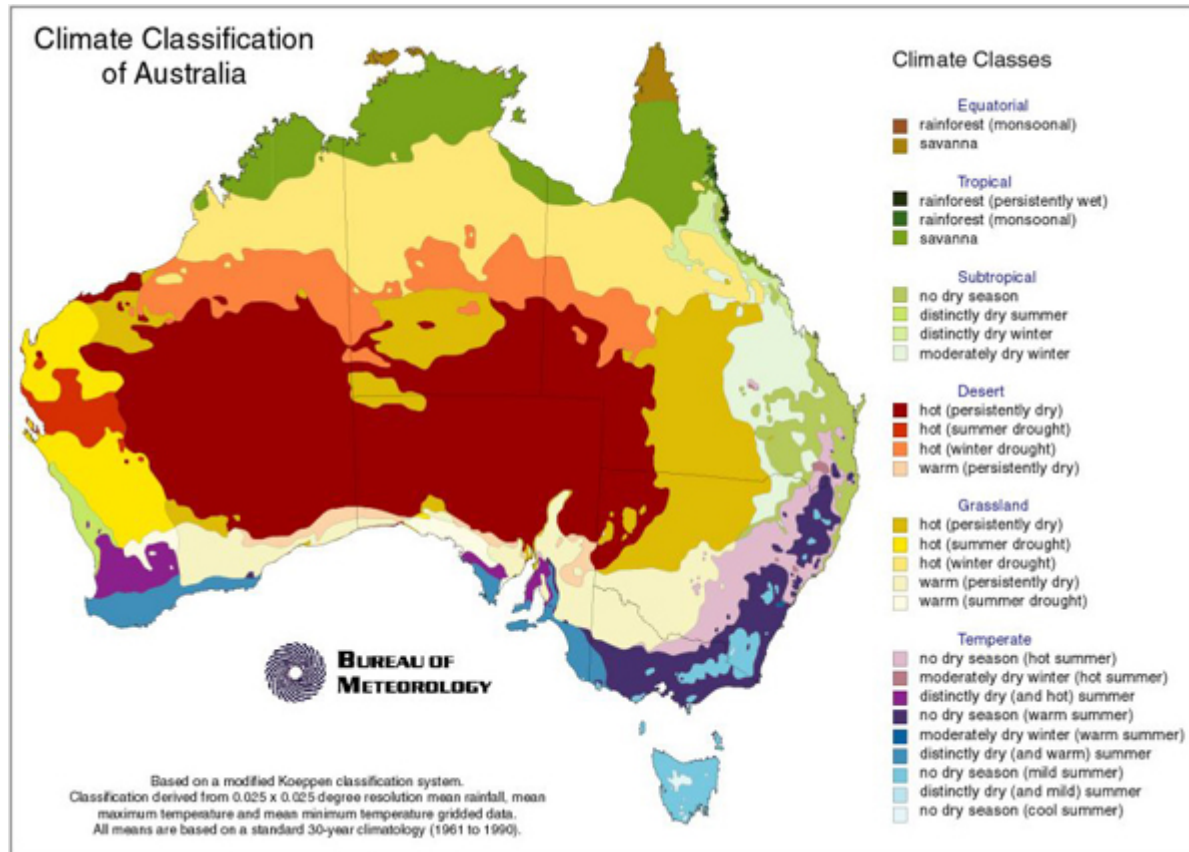 Climate Classification
of Australia
Climate Classes
Equatorial
rainforest (monsoonal)
savanna
Tropical
rainforest (persistently wet)
rainforest (monsoonal)
savanna
Subtropical
no dry season
distinctly dry summer
distinctly dry winter
moderately dry winter
Desert
hot (persistently dry)
hot (summer drought)
hot (winter drought)
warm (persistently dry)
Grassland
hot (persistently dry)
hot (summer drought)
hot (winter drought)
warm (persistently dry)
warm (summer drought)
Temperate
no dry season (hot summer)
moderately dry winter (hot summer)
distinctly dry (and hot) summer
no dry season (warm summer)
moderately dry winter (warm summer)
distinctly dry (and warm) summer
no dry season (mild summer)
distinctly dry (and mild) summer
no dry season (cool summer)
BUREAU OF
METEOROLOGY
Based on a modified Koeppen classification system.
Classification derived from 0.025 x 0.025 degree resolution mean rainfall, mean
maximum temperature and mean minimum temperature gridded data.
All means are based on a standard 30-year climatology (1961 to 1990).